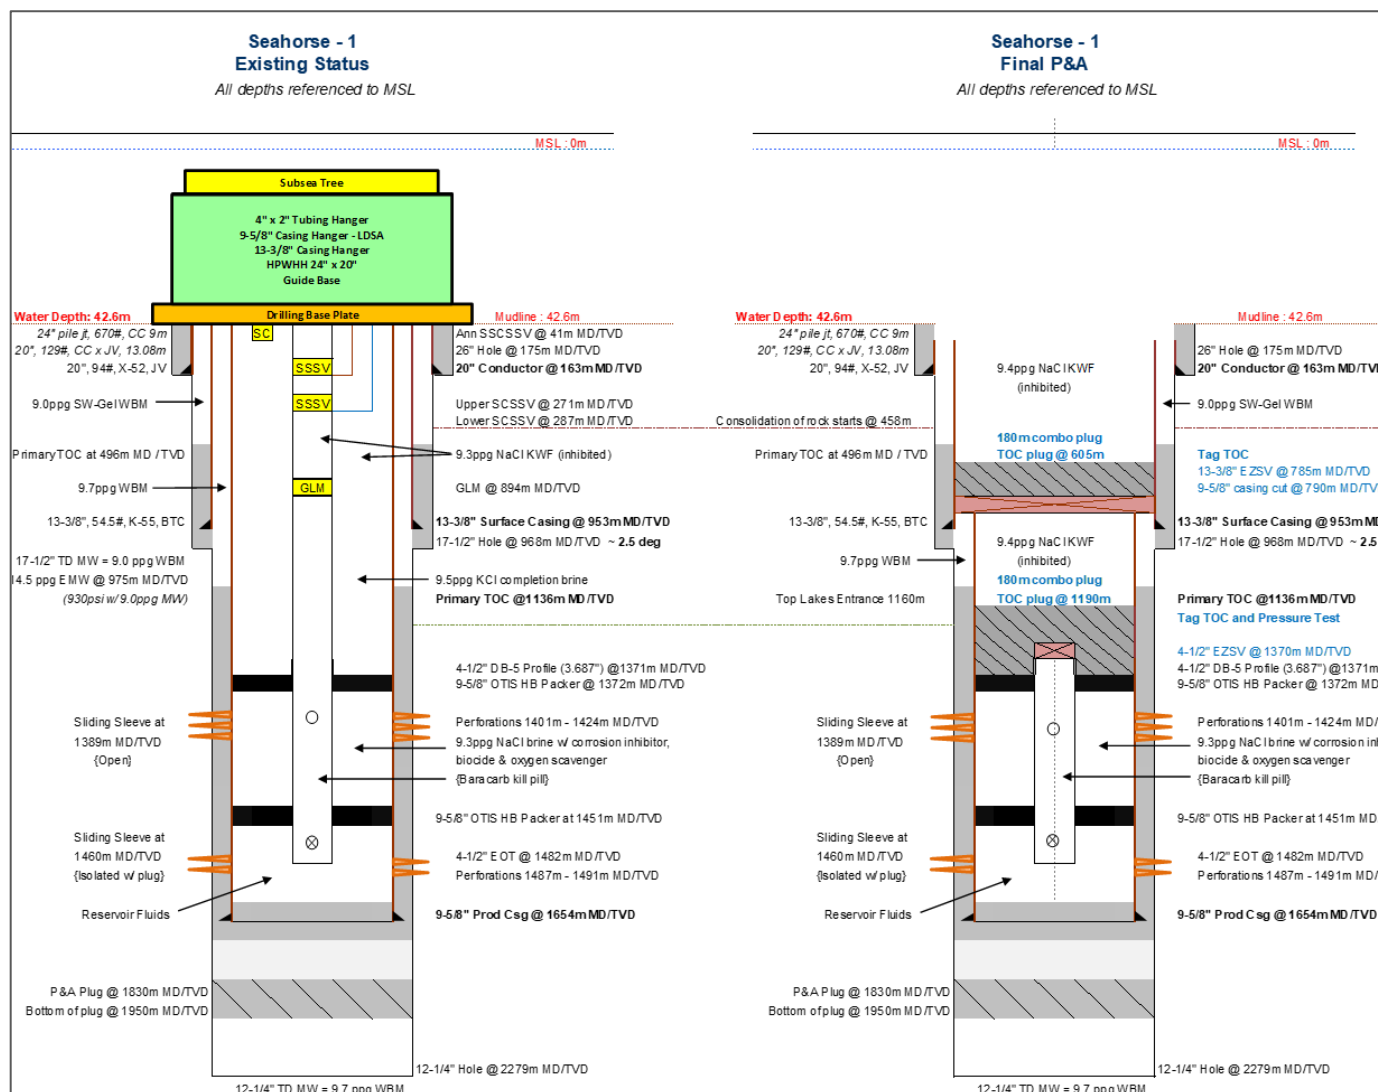 Seahorse - 1
Existing Status
All depths referenced to MSL
MSL : 0m
Subsea Tree
4" x 2" Tubing Hanger
9-5/8" Casing Hanger - LDSA
13-3/8" Casing Hanger
HPWHH 24" x 20"
Guide Base
Drilling Base Plate
Water Depth: 42.6m
Mudline : 42.6m
24" pile jt, 670#, CC 9m
20", 129#, CC x JV, 13.08m
20", 94#, X-52, JV
SC
SSSV
SSSV
GLM
Ann SSCSSV @ 41m MD/TVD
26" Hole @ 175m MD/TVD
20" Conductor @ 163m MD/TVD
9.0ppg SW-Gel WBM
Upper SCSSV @ 271m MD/TVD
Lower SCSSV @ 287m MD/TVD
Primary TOC at 496m MD / TVD
9.3ppg NaCl KWF (inhibited)
9.7ppg WBM
GLM @ 894m MD/TVD
13-3/8", 54.5#, K-55, BTC
13-3/8" Surface Casing @ 953m MD/TVD
17-1/2" Hole @ 968m MD/TVD ~ 2.5 deg
17-1/2" TD MW = 9.0 ppg WBM
14.5 ppg EMW @ 975m MD/TVD
(930psi w/ 9.0ppg MW)
9.5ppg KCl completion brine
Primary TOC @1136m MD/TVD
4-1/2" DB-5 Profile (3.687") @1371m MD/TVD
9-5/8" OTIS HB Packer @ 1372m MD/TVD
Sliding Sleeve at
1389m MD/TVD
{Open}
Perforations 1401m - 1424m MD/TVD
9.3ppg NaCl brine w/ corrosion inhibitor,
biocide & oxygen scavenger
{Baracarb kill pill}
9-5/8" OTIS HB Packer at 1451m MD/TVD
Sliding Sleeve at
1460m MD/TVD
{Isolated w/ plug}
4-1/2" EOT @ 1482m MD/TVD
Perforations 1487m - 1491m MD/TVD
Reservoir Fluids
9-5/8" Prod Csg @ 1654m MD/TVD
P&A Plug @ 1830m MD/TVD
Bottom of plug @ 1950m MD/TVD
12-1/4" Hole @ 2279m MD/TVD
12-1/4" TD MW = 9.7 ppg WBM
Seahorse - 1
Final P&A
All depths referenced to MSL
MSL : 0m
Water Depth: 42.6m
Mudline : 42.6m
24" pile jt, 670#, CC 9m
20", 129#, CC x JV, 13.08m
20", 94#, X-52, JV
26" Hole @ 175m MD/TVD
20" Conductor @ 163m MD/TVD
9.4ppg NaCl KWF
(inhibited)
9.0ppg SW-Gel WBM
Consolidation of rock starts @ 458m
180m combo plug
TOC plug @ 605m
Primary TOC at 496m MD / TVD
Tag TOC
13-3/8" EZSV @ 785m MD/TVD
9-5/8" casing cut @ 790m MD/TV
13-3/8", 54.5#, K-55, BTC
13-3/8" Surface Casing @ 953m MD
17-1/2" Hole @ 968m MD/TVD ~ 2.5
9.4ppg NaCl KWF
(inhibited)
9.7ppg WBM
180m combo plug
TOC plug @ 1190m
Top Lakes Entrance 1160m
Primary TOC @1136m MD/TVD
Tag TOC and Pressure Test
4-1/2" EZSV @ 1370m MD/TVD
4-1/2" DB-5 Profile (3.687") @1371m
9-5/8" OTIS HB Packer @ 1372m MD
Sliding Sleeve at
1389m MD/TVD
{Open}
Perforations 1401m - 1424m MD/
9.3ppg NaCl brine w/ corrosion in
biocide & oxygen scavenger
{Baracarb kill pill}
9-5/8" OTIS HB Packer at 1451m MD
Sliding Sleeve at
1460m MD/TVD
{Isolated w/ plug}
4-1/2" EOT @ 1482m MD/TVD
Perforations 1487m - 1491m MD/
Reservoir Fluids
9-5/8" Prod Csg @ 1654m MD/TVD
P&A Plug @ 1830m MD/TVD
Bottom of plug @ 1950m MD/TVD
12-1/4" Hole @ 2279m MD/TVD
12-1/4" TD MW = 9.7 ppg WBM